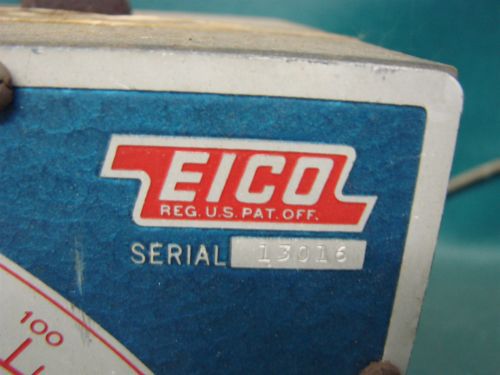 EICO
REG. U.S. PAT. OFF.
SERIAL 13016
100